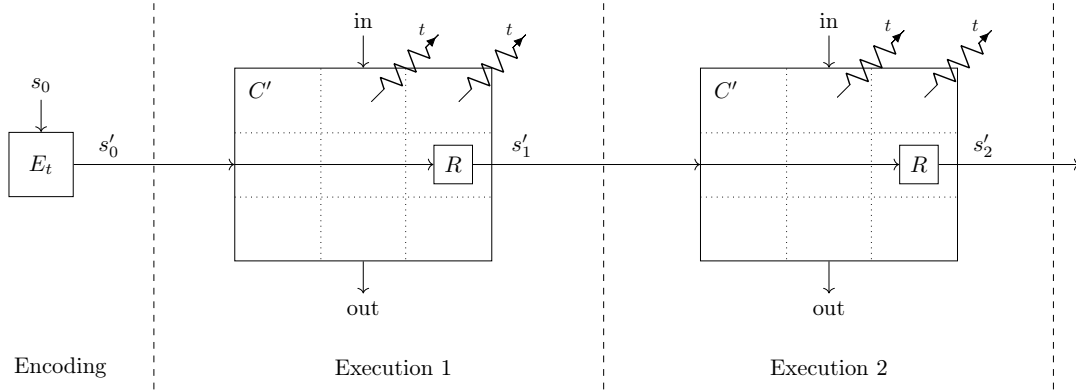 in
in
t
t
t
t
s₀
C′
C′
E_t
s′₀
R
s′₁
R
s′₂
out
out
Encoding
Execution 1
Execution 2